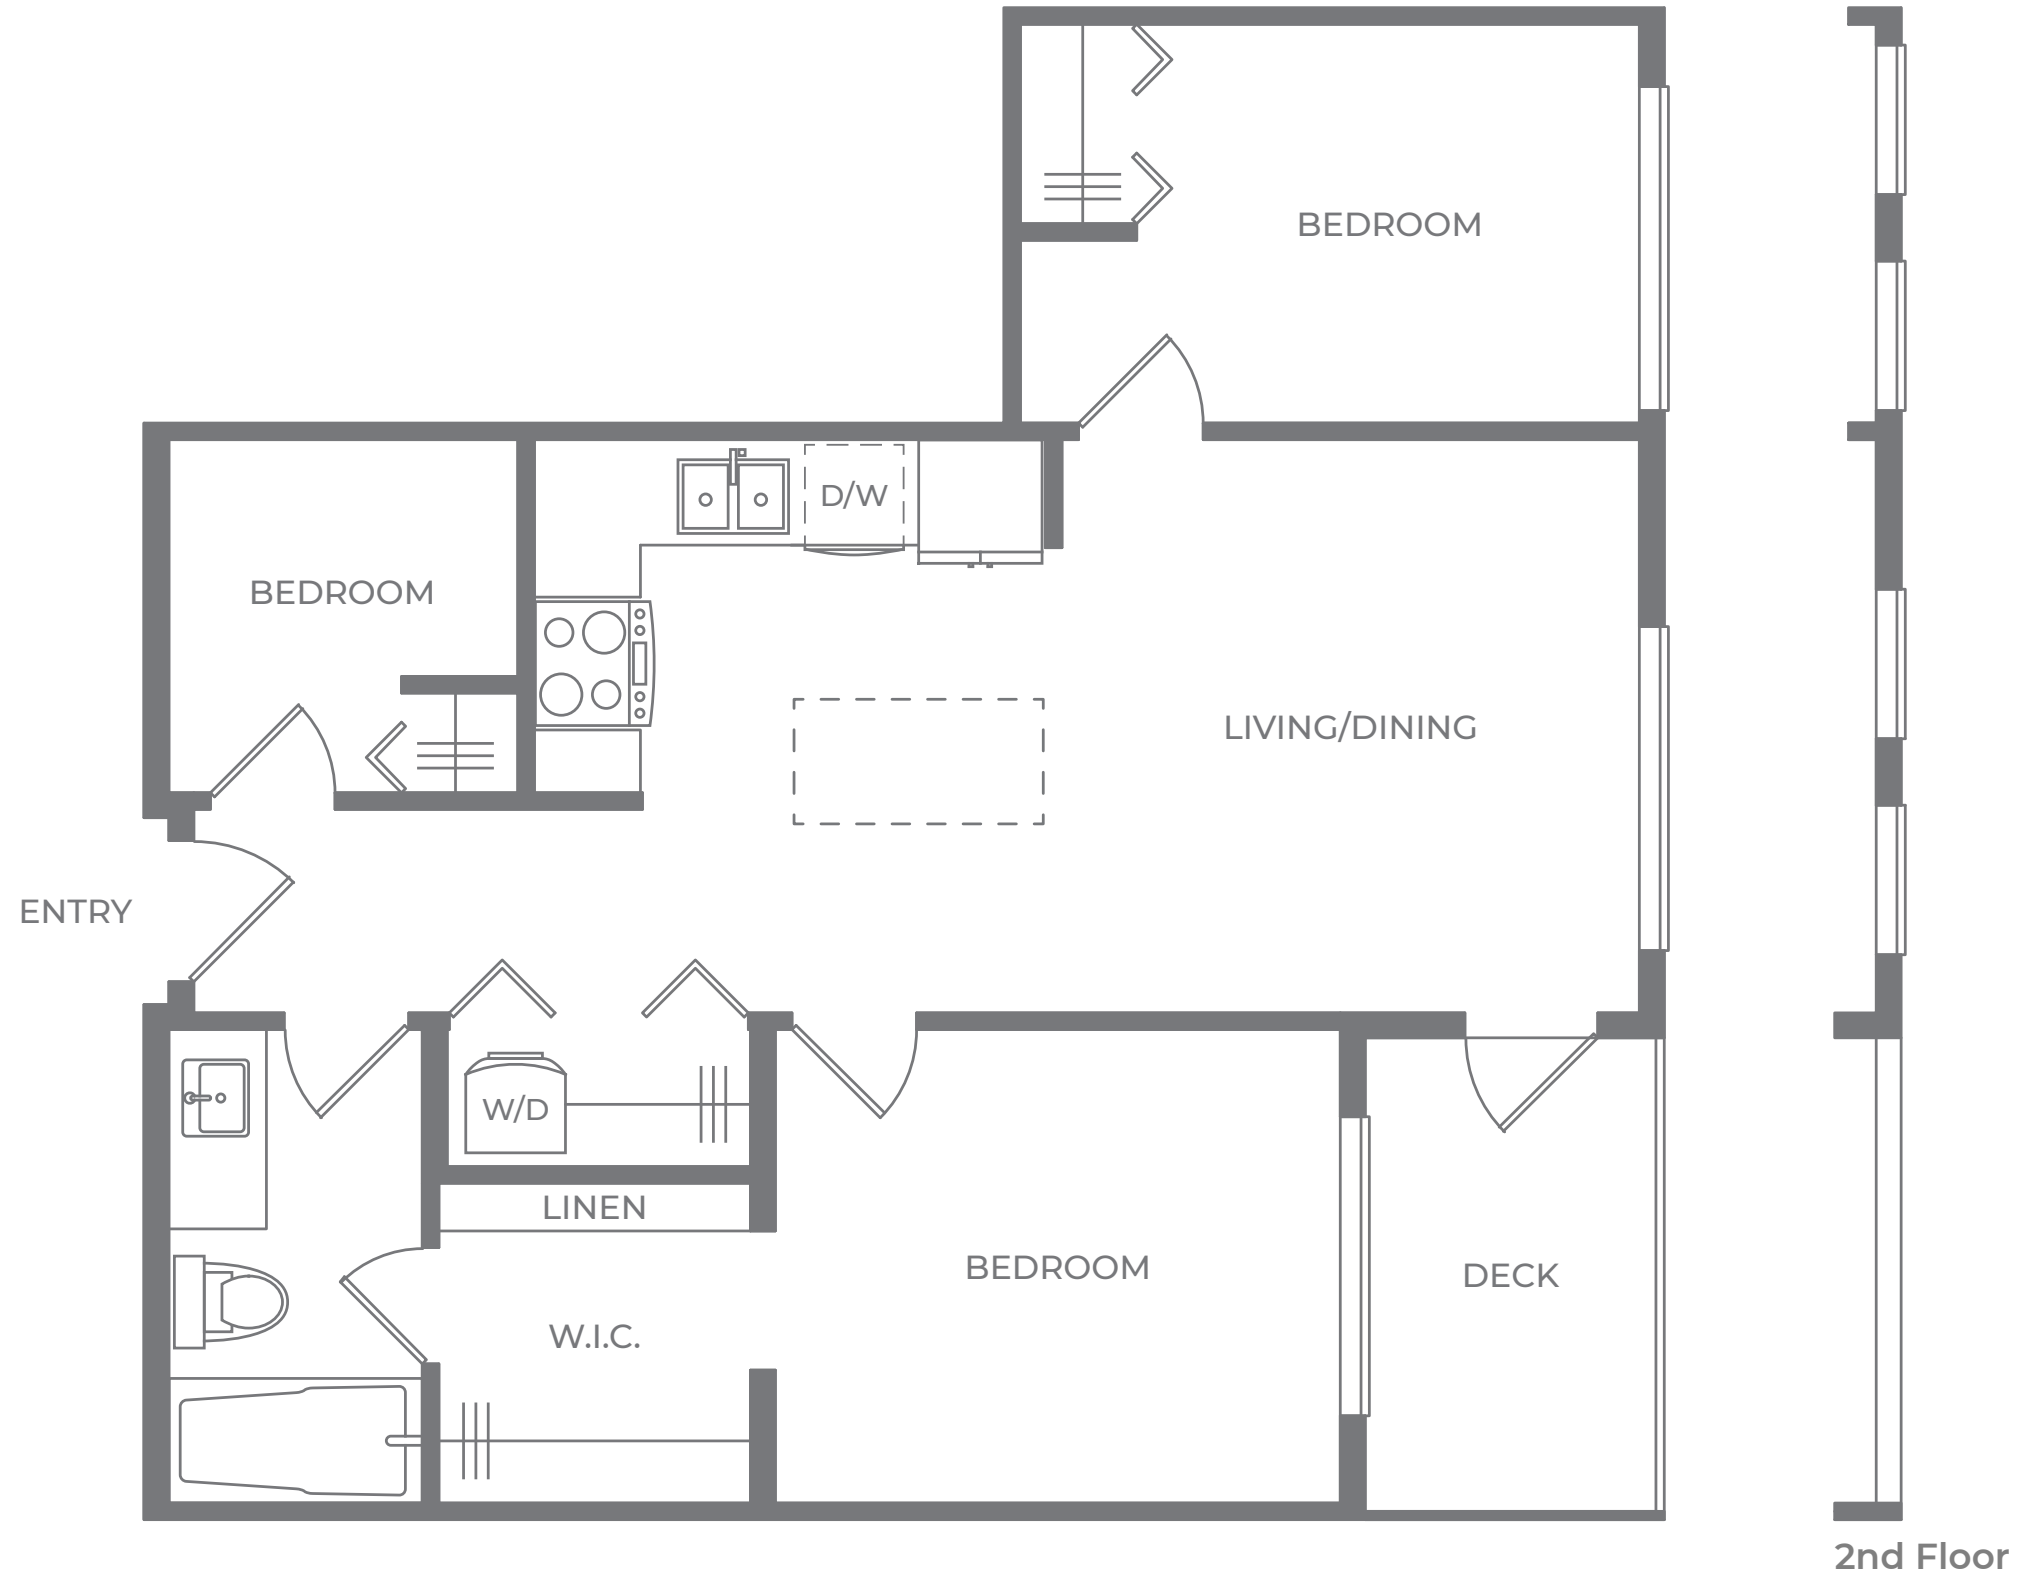 BEDROOM
D/W
BEDROOM
LIVING/DINING
ENTRY
W/D
LINEN
BEDROOM
DECK
W.I.C.
2nd Floor